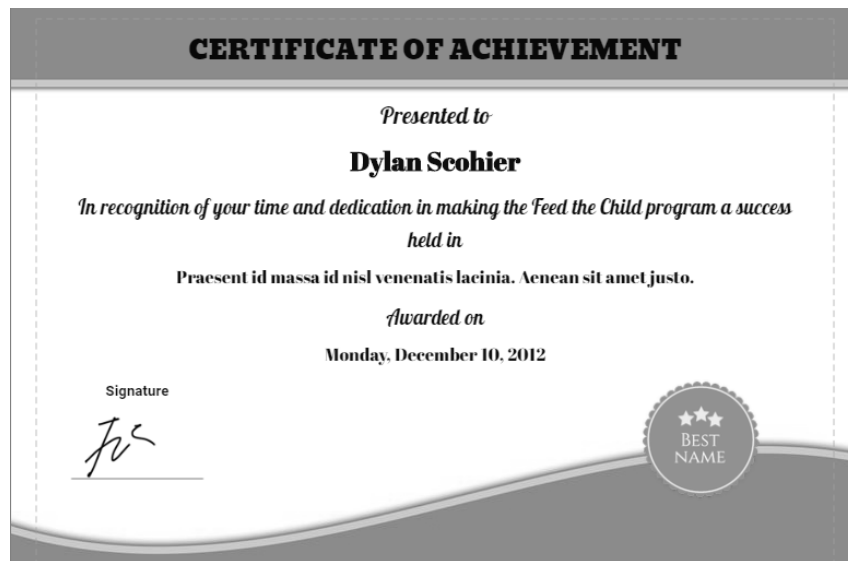 CERTIFICATE OF ACHIEVEMENT
Presented to
Dylan Scohier
In recognition of your time and dedication in making the Feed the Child program a success
held in
Praesent id massa id nisl venenatis lacinia. Aenean sit amet justo.
Awarded on
Monday, December 10, 2012
Signature
BEST
NAME